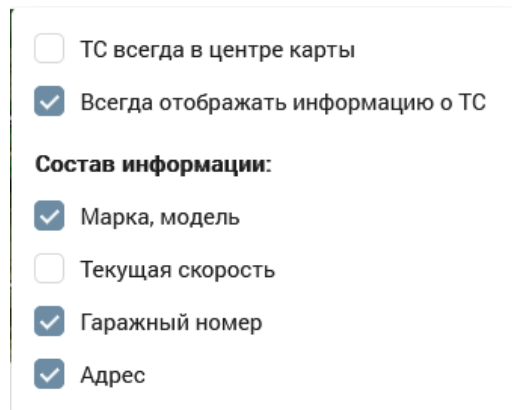 ТС всегда в центре карты
Всегда отображать информацию о ТС
Состав информации:
Марка, модель
Текущая скорость
Гаражный номер
Адрес